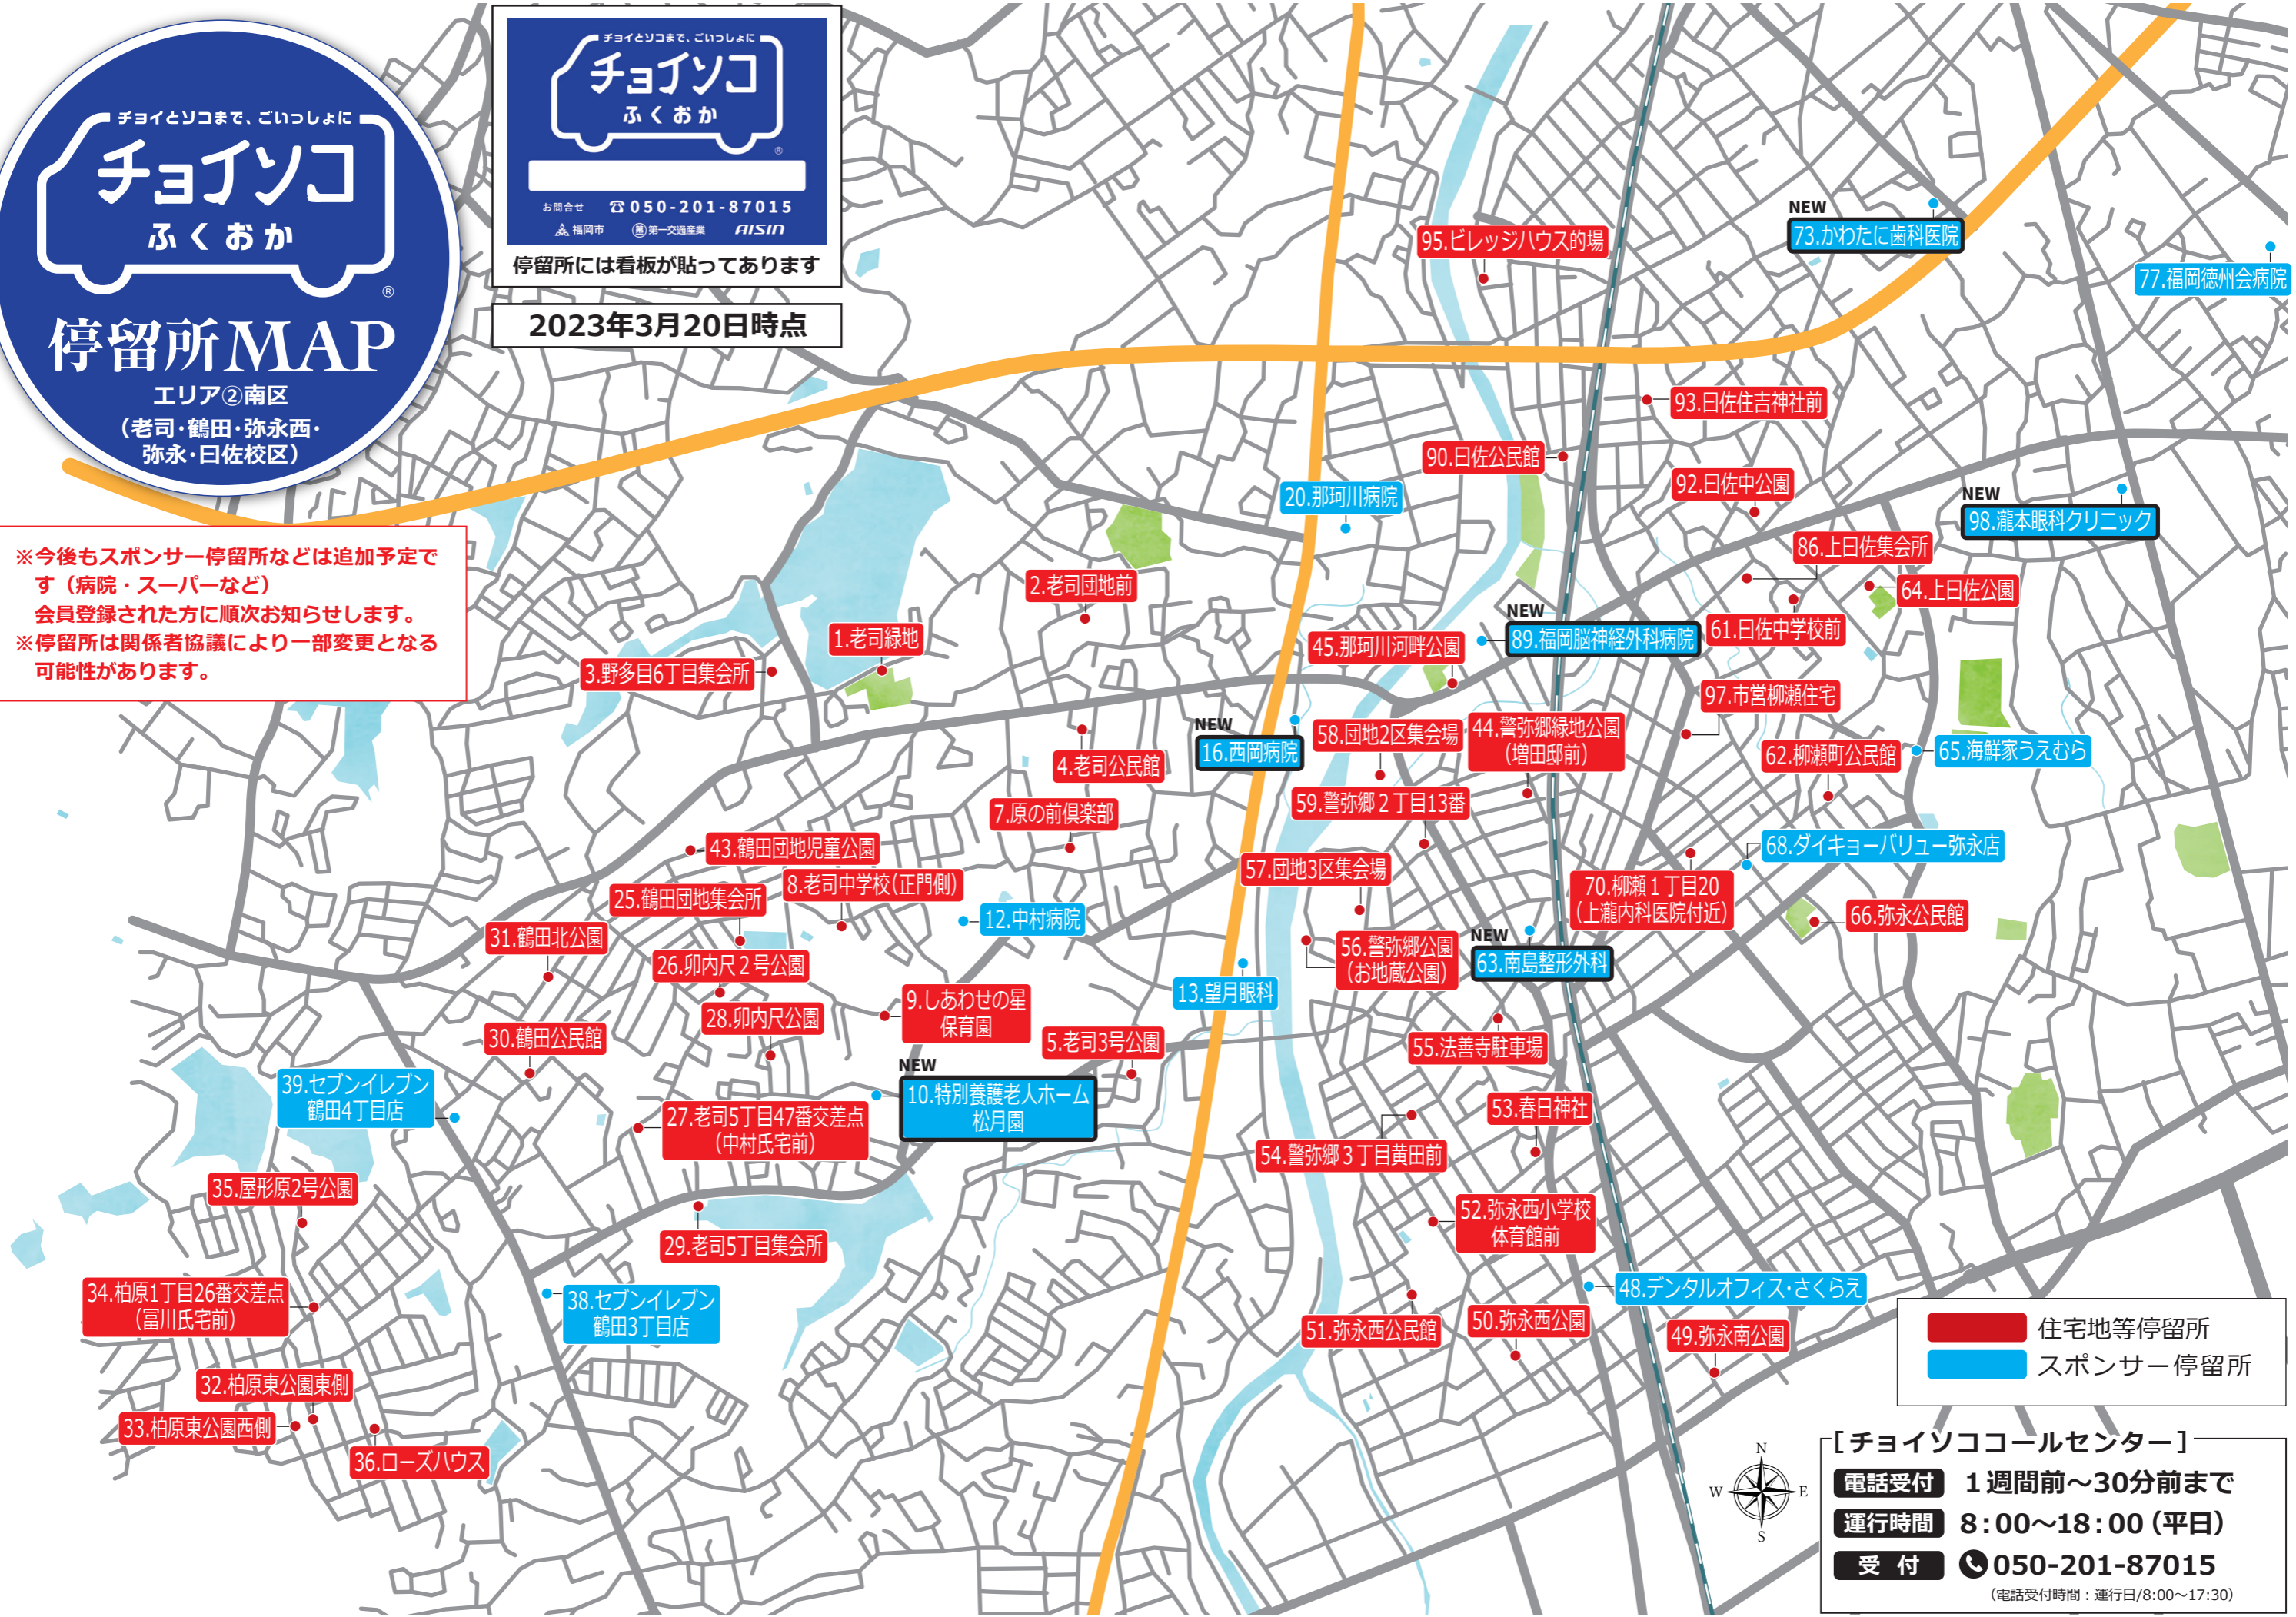 チョイとソコまで、ごいっしょに
チョイソコ
ふくおか
®
停留所MAP
エリア②南区
(老司・鶴田・弥永西・
弥永・曰佐校区)
チョイとソコまで、ごいっしょに
チョイソコ
ふくおか
®
お問合せ ☎050-201-87015
福岡市 第一交通産業 AISIN
停留所には看板が貼ってあります
2023年3月20日時点
※今後もスポンサー停留所などは追加予定で
す（病院・スーパーなど）
会員登録された方に順次お知らせします。
※停留所は関係者協議により一部変更となる
可能性があります。
95.ビレッジハウス的場
NEW
73.かわたに歯科医院
77.福岡徳州会病院
93.曰佐住吉神社前
90.曰佐公民館
92.曰佐中公園
20.那珂川病院
NEW
98.瀧本眼科クリニック
86.上曰佐集会所
64.上曰佐公園
2.老司団地前
1.老司緑地
3.野多目6丁目集会所
45.那珂川河畔公園
NEW
89.福岡脳神経外科病院
61.曰佐中学校前
97.市営柳瀬住宅
NEW
16.西岡病院
58.団地2区集会場
44.警弥郷緑地公園
(増田邸前)
62.柳瀬町公民館
65.海鮮家うえむら
4.老司公民館
7.原の前倶楽部
59.警弥郷２丁目13番
43.鶴田団地児童公園
68.ダイキョーバリュー弥永店
57.団地3区集会場
8.老司中学校(正門側)
25.鶴田団地集会所
70.柳瀬１丁目20
(上瀧内科医院付近)
12.中村病院
66.弥永公民館
31.鶴田北公園
26.卯内尺２号公園
56.警弥郷公園
(お地蔵公園)
NEW
63.南島整形外科
13.望月眼科
9.しあわせの星
保育園
28.卯内尺公園
30.鶴田公民館
5.老司3号公園
55.法善寺駐車場
39.セブンイレブン
鶴田4丁目店
NEW
10.特別養護老人ホーム
松月園
27.老司5丁目47番交差点
(中村氏宅前)
53.春日神社
54.警弥郷３丁目黄田前
35.屋形原2号公園
29.老司5丁目集会所
52.弥永西小学校
体育館前
34.柏原1丁目26番交差点
(冨川氏宅前)
38.セブンイレブン
鶴田3丁目店
48.デンタルオフィス・さくらえ
51.弥永西公民館
50.弥永西公園
49.弥永南公園
32.柏原東公園東側
33.柏原東公園西側
36.ローズハウス
住宅地等停留所
スポンサー停留所
N
W E
S
[チョイソココールセンター]
電話受付 １週間前〜30分前まで
運行時間 8:00〜18:00（平日）
受付 050-201-87015
（電話受付時間：運行日/8:00〜17:30）